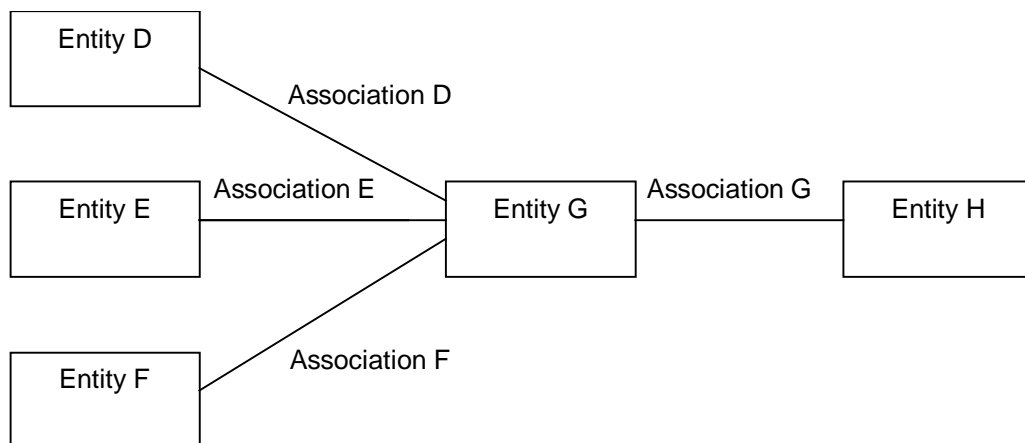 Entity D
Association D
Association E
Association G
Entity E
Entity G
Entity H
Association F
Entity F